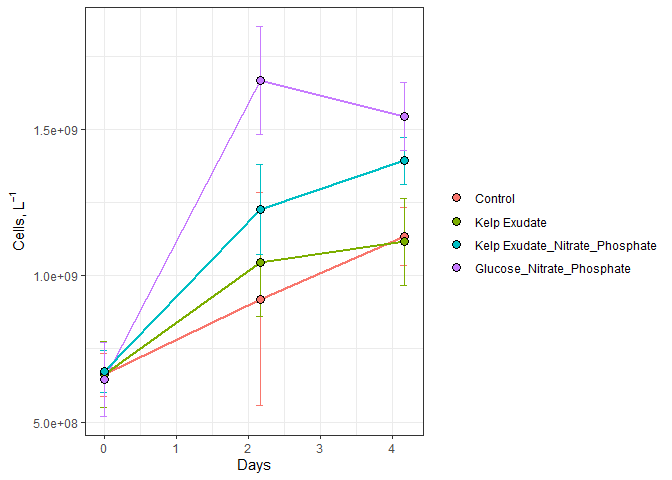 Cells, L⁻¹
1.5e+09
1.0e+09
5.0e+08
0 1 2 3 4
Days
Control
Kelp Exudate
Kelp Exudate_Nitrate_Phosphate
Glucose_Nitrate_Phosphate